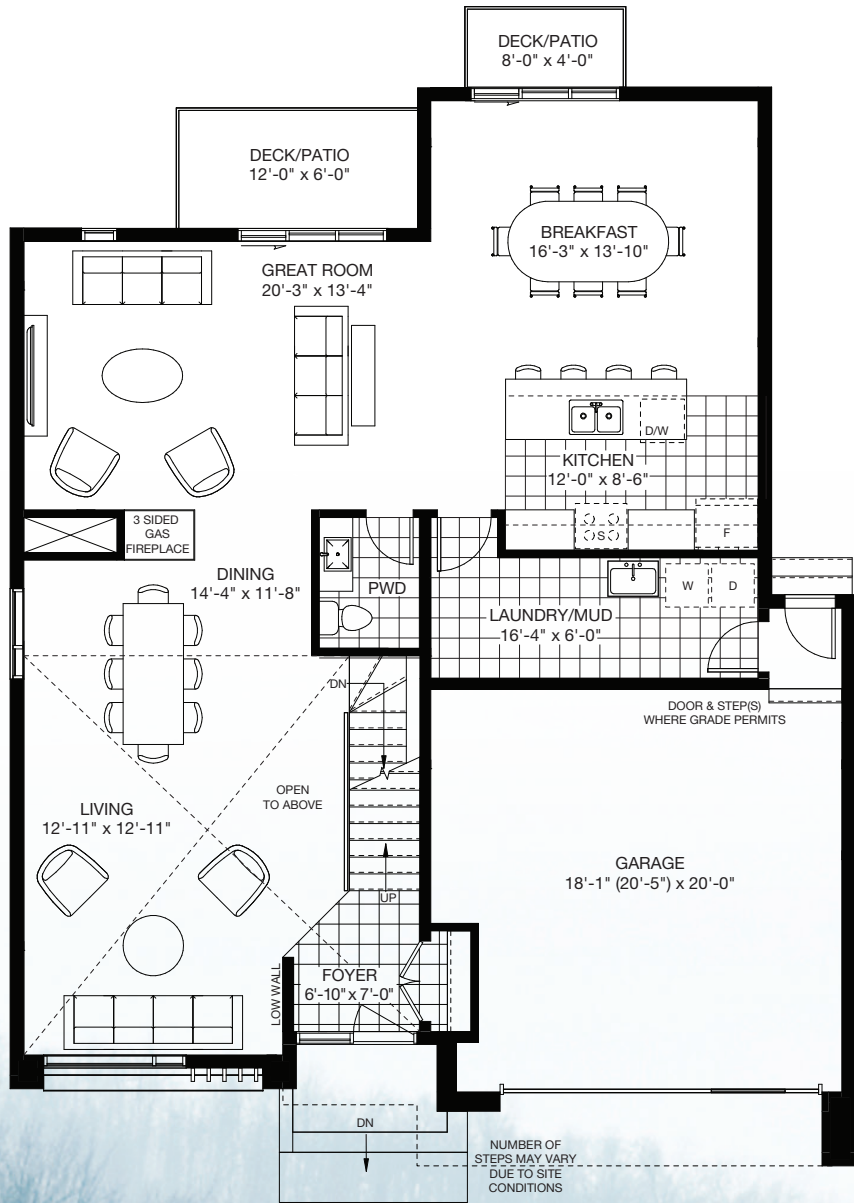 DECK/PATIO
8'-0" x 4'-0"
DECK/PATIO
12'-0" x 6'-0"
BREAKFAST
16'-3" x 13'-10"
GREAT ROOM
20'-3" x 13'-4"
D/W
KITCHEN
12'-0" x 8'-6"
S
F
3 SIDED
GAS
FIREPLACE
DINING
14'-4" x 11'-8"
PWD
W
D
LAUNDRY/MUD
16'-4" x 6'-0"
DN
DOOR & STEP(S)
WHERE GRADE PERMITS
OPEN
TO ABOVE
LIVING
12'-11" x 12'-11"
GARAGE
18'-1" (20'-5") x 20'-0"
UP
LOW WALL
FOYER
6'-10" x 7'-0"
DN
NUMBER OF
STEPS MAY VARY
DUE TO SITE
CONDITIONS